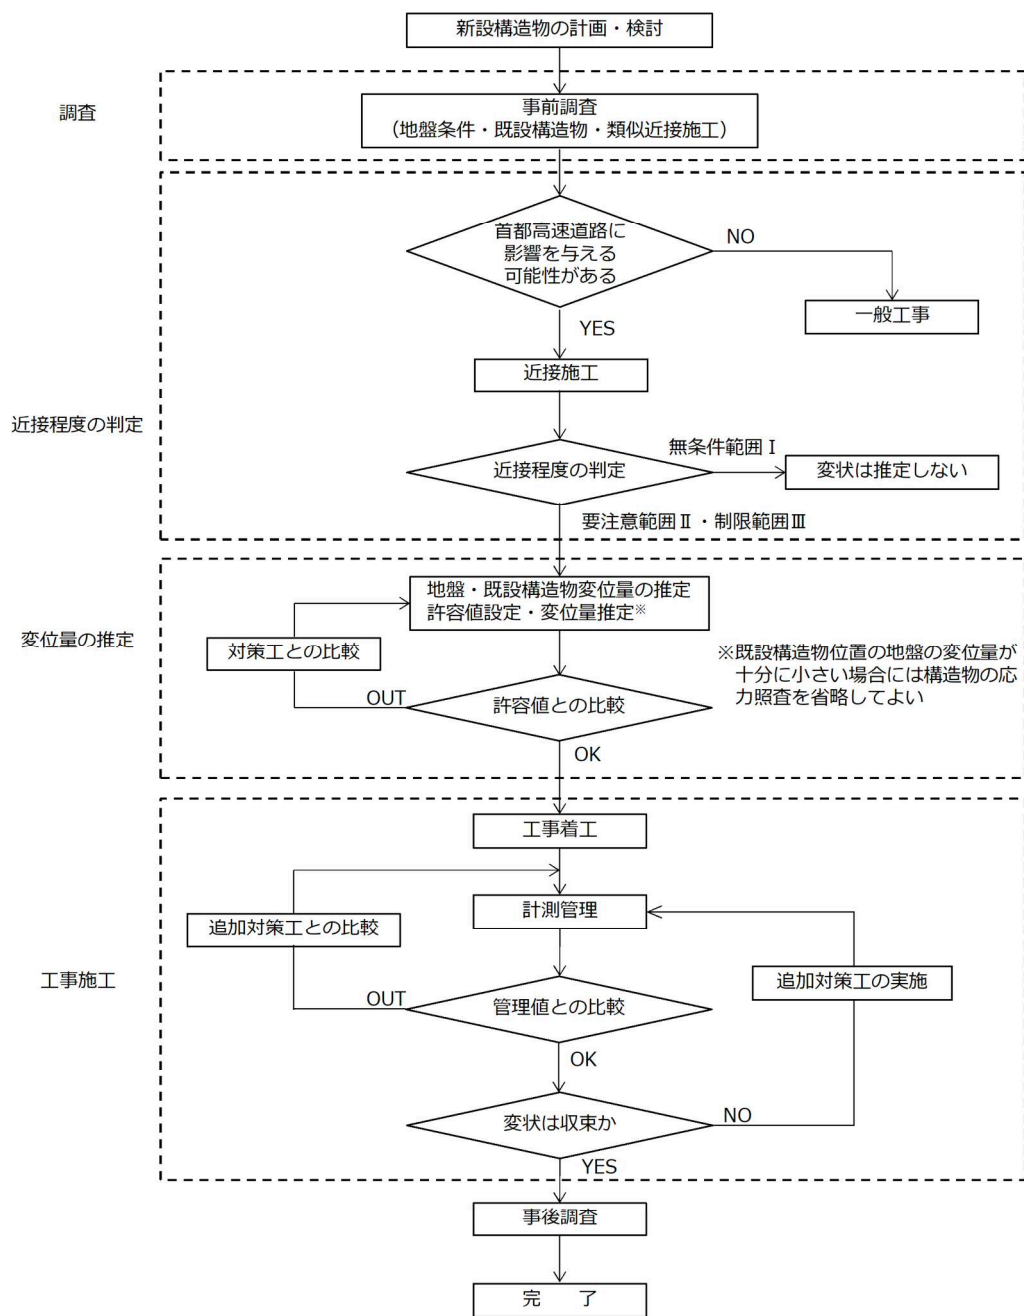 新設構造物の計画・検討
調査
事前調査
（地盤条件・既設構造物・類似近接施工）
首都高速道路に
影響を与える
可能性がある
NO
一般工事
YES
近接施工
近接程度の判定
無条件範囲Ⅰ
近接程度の判定
変状は推定しない
要注意範囲Ⅱ・制限範囲Ⅲ
地盤・既設構造物変位量の推定
許容値設定・変位量推定※
変位量の推定
対策工との比較
※既設構造物位置の地盤の変位量が
十分に小さい場合には構造物の応
力照査を省略してよい
OUT
許容値との比較
OK
工事着工
計測管理
追加対策工との比較
工事施工
追加対策工の実施
OUT
管理値との比較
OK
変状は収束か
NO
YES
事後調査
完　　了